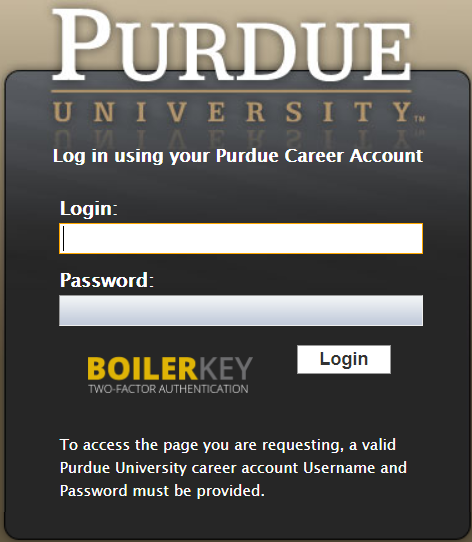 PURDUE
UNIVERSITY™
Log in using your Purdue Career Account
Login:
Password:
BOILERKEY
TWO-FACTOR AUTHENTICATION
Login
To access the page you are requesting, a valid
Purdue University career account Username and
Password must be provided.